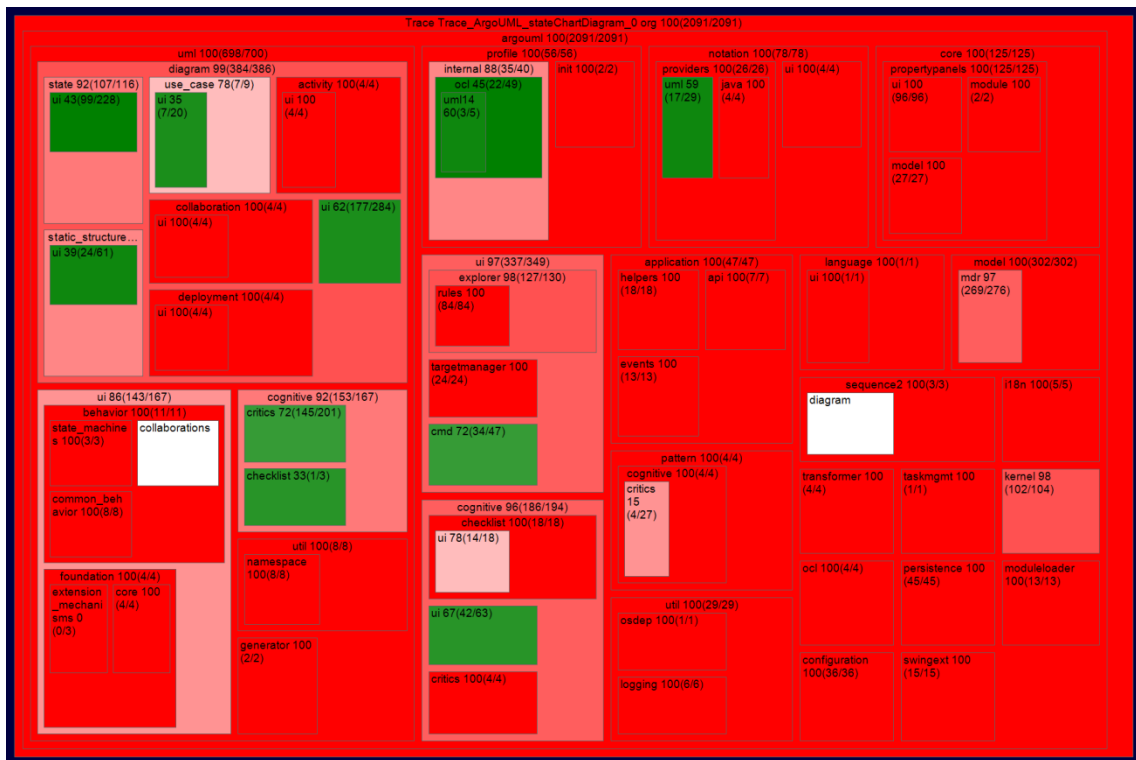 Trace Trace_ArgoUML_stateChartDiagram_0 org 100(2091/2091)
argouml 100(2091/2091)
uml 100(698/700)
diagram 99(384/386)
state 92(107/116)
ui 43(99/228)
use_case 78(7/9)
ui 35
(7/20)
activity 100(4/4)
ui 100
(4/4)
collaboration 100(4/4)
ui 100(4/4)
ui 62(177/284)
static_structure...
ui 39(24/61)
deployment 100(4/4)
ui 100(4/4)
ui 86(143/167)
behavior 100(11/11)
state_machine
s 100(3/3)
collaborations
common_beh
avior 100(8/8)
foundation 100(4/4)
extension
_mechani
sms 0
(0/3)
core 100
(4/4)
cognitive 92(153/167)
critics 72(145/201)
checklist 33(1/3)
util 100(8/8)
namespace
100(8/8)
generator 100
(2/2)
profile 100(56/56)
internal 88(35/40)
ocl 45(22/49)
uml14
60(3/5)
init 100(2/2)
ui 97(337/349)
explorer 98(127/130)
rules 100
(84/84)
targetmanager 100
(24/24)
cmd 72(34/47)
cognitive 96(186/194)
checklist 100(18/18)
ui 78(14/18)
ui 67(42/63)
critics 100(4/4)
notation 100(78/78)
providers 100(26/26)
uml 59
(17/29)
java 100
(4/4)
ui 100(4/4)
core 100(125/125)
propertypanels 100(125/125)
ui 100
(96/96)
module 100
(2/2)
model 100
(27/27)
application 100(47/47)
helpers 100
(18/18)
api 100(7/7)
events 100
(13/13)
pattern 100(4/4)
cognitive 100(4/4)
critics
15
(4/27)
util 100(29/29)
osdep 100(1/1)
logging 100(6/6)
language 100(1/1)
ui 100(1/1)
model 100(302/302)
mdr 97
(269/276)
sequence2 100(3/3)
diagram
i18n 100(5/5)
transformer 100
(4/4)
taskmgmt 100
(1/1)
kernel 98
(102/104)
ocl 100(4/4)
persistence 100
(45/45)
moduleloader
100(13/13)
configuration
100(36/36)
swingext 100
(15/15)